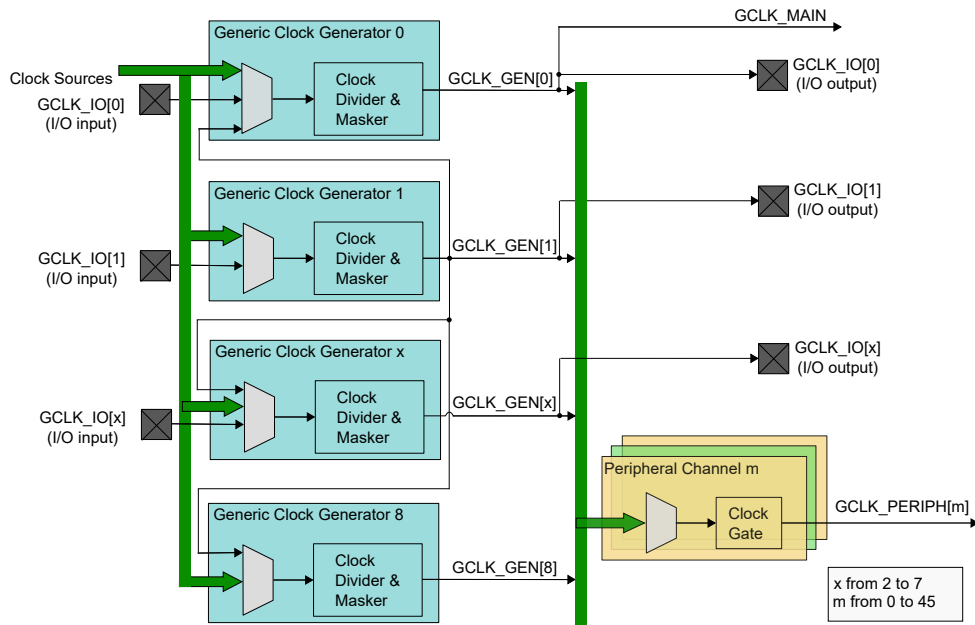 Generic Clock Generator 0
GCLK_MAIN
Clock Sources
GCLK_IO[0]
(I/O input)
Clock
Divider &
Masker
GCLK_GEN[0]
GCLK_IO[0]
(I/O output)
Generic Clock Generator 1
GCLK_IO[1]
(I/O input)
Clock
Divider &
Masker
GCLK_GEN[1]
GCLK_IO[1]
(I/O output)
Generic Clock Generator x
GCLK_IO[x]
(I/O input)
Clock
Divider &
Masker
GCLK_GEN[x]
GCLK_IO[x]
(I/O output)
Generic Clock Generator 8
Clock
Divider &
Masker
GCLK_GEN[8]
Peripheral Channel m
Clock
Gate
GCLK_PERIPH[m]
x from 2 to 7
m from 0 to 45